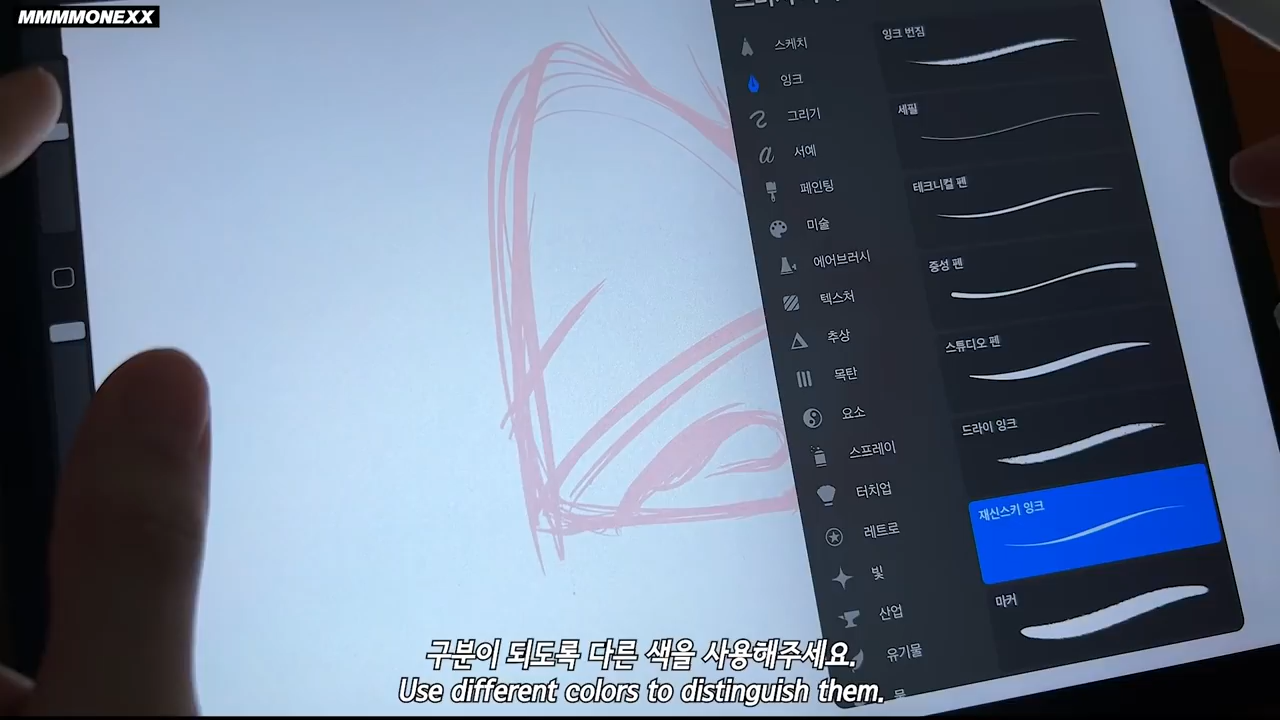 MMMMONEXX
스케치
잉크
그리기
서예
페인팅
미술
에어브러시
텍스처
추상
목탄
요소
스프레이
터치업
레트로
빛
산업
유기물
물
잉크 번짐
세필
테크니컬 펜
중성 펜
스튜디오 펜
드라이 잉크
재신스키 잉크
마커
구분이 되도록 다른 색을 사용해주세요.
Use different colors to distinguish them.